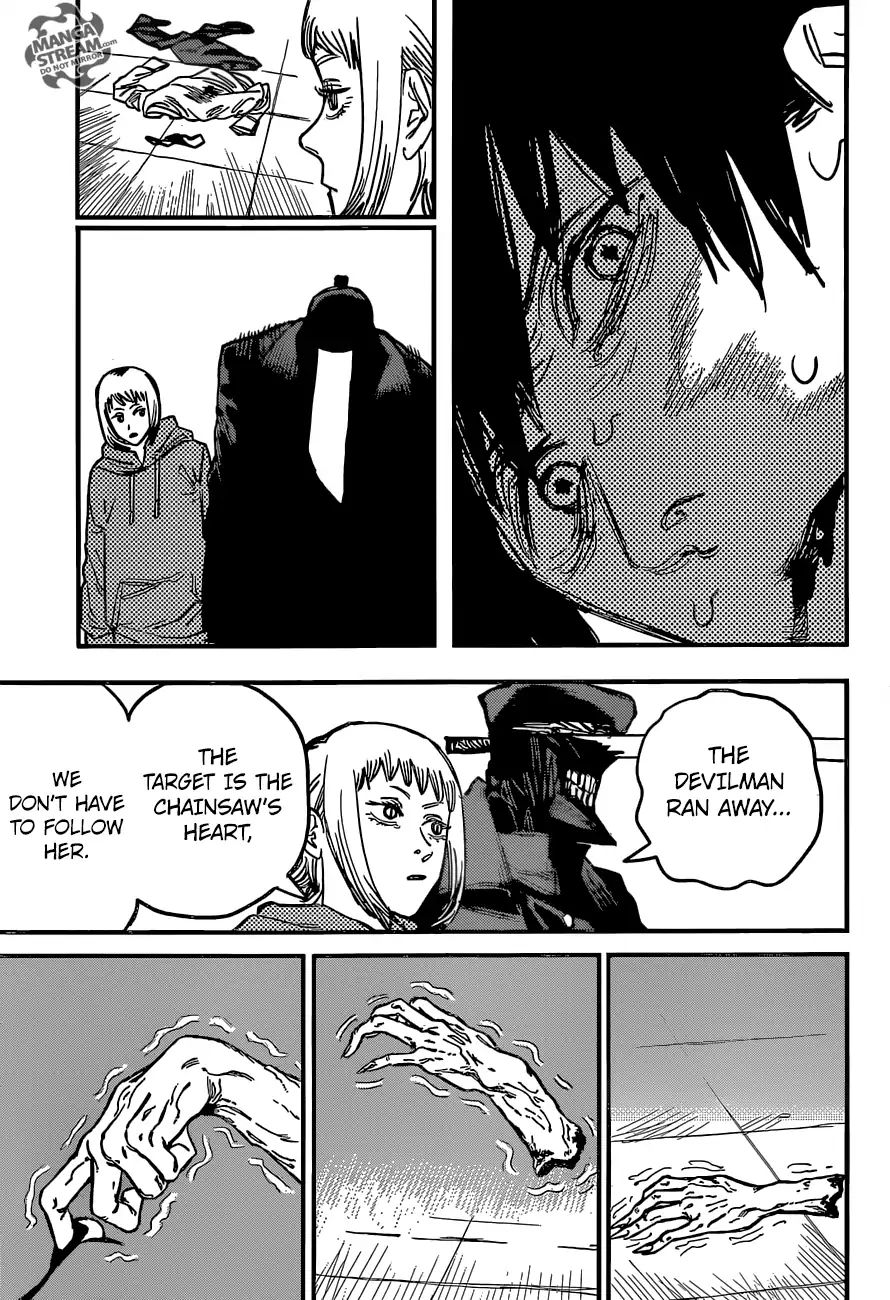 MANGA
STREAM.com
DO NOT MIRROR
THE
DEVILMAN
RAN AWAY...
THE
TARGET IS THE
CHAINSAW'S
HEART,
WE
DON'T HAVE
TO FOLLOW
HER.